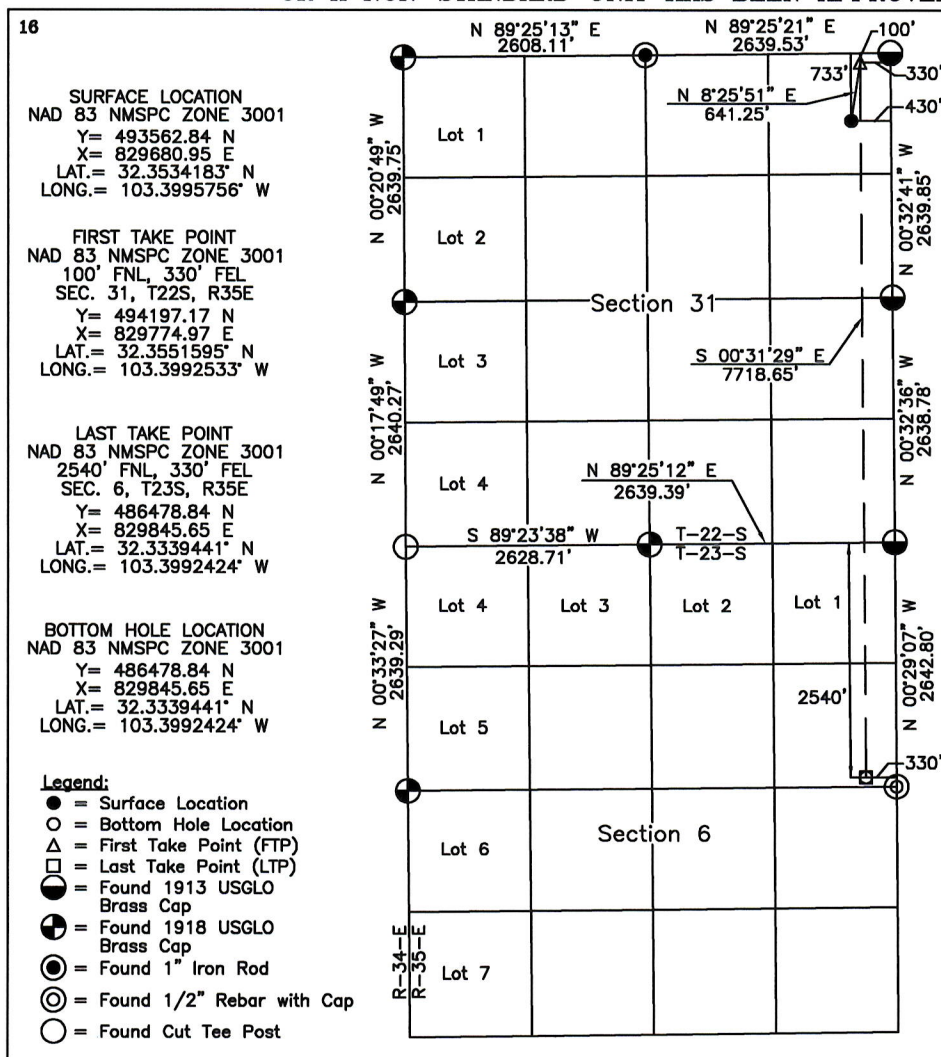 16
SURFACE LOCATION
NAD 83 NMSPC ZONE 3001
Y= 493562.84 N
X= 829680.95 E
LAT.= 32.3534183° N
LONG.= 103.3995756° W
FIRST TAKE POINT
NAD 83 NMSPC ZONE 3001
100' FNL, 330' FEL
SEC. 31, T22S, R35E
Y= 494197.17 N
X= 829774.97 E
LAT.= 32.3551595° N
LONG.= 103.3992533° W
LAST TAKE POINT
NAD 83 NMSPC ZONE 3001
2540' FNL, 330' FEL
SEC. 6, T23S, R35E
Y= 486478.84 N
X= 829845.65 E
LAT.= 32.3339441° N
LONG.= 103.3992424° W
BOTTOM HOLE LOCATION
NAD 83 NMSPC ZONE 3001
Y= 486478.84 N
X= 829845.65 E
LAT.= 32.3339441° N
LONG.= 103.3992424° W
Legend:
= Surface Location
= Bottom Hole Location
= First Take Point (FTP)
= Last Take Point (LTP)
= Found 1913 USGLO
Brass Cap
= Found 1918 USGLO
Brass Cap
= Found 1" Iron Rod
= Found 1/2" Rebar with Cap
= Found Cut Tee Post
N 89°25'13" E
2608.11'
N 89°25'21" E
2639.53'
100'
733'
330'
N 8°25'51" E
641.25'
430'
Lot 1
N 00°20'49" W
2639.75'
N 00°32'41" W
2639.85'
Lot 2
Section 31
Lot 3
S 00°31'29" E
7718.65'
N 00°17'49" W
2640.27'
N 00°32'36" W
2638.78'
Lot 4
N 89°25'12" E
2639.39'
S 89°23'38" W
2628.71'
T-22-S
T-23-S
Lot 4
Lot 3
Lot 2
Lot 1
N 00°33'27" W
2639.29'
N 00°29'07" W
2642.80'
2540'
Lot 5
330'
Lot 6
Section 6
R-34-E
R-35-E
Lot 7